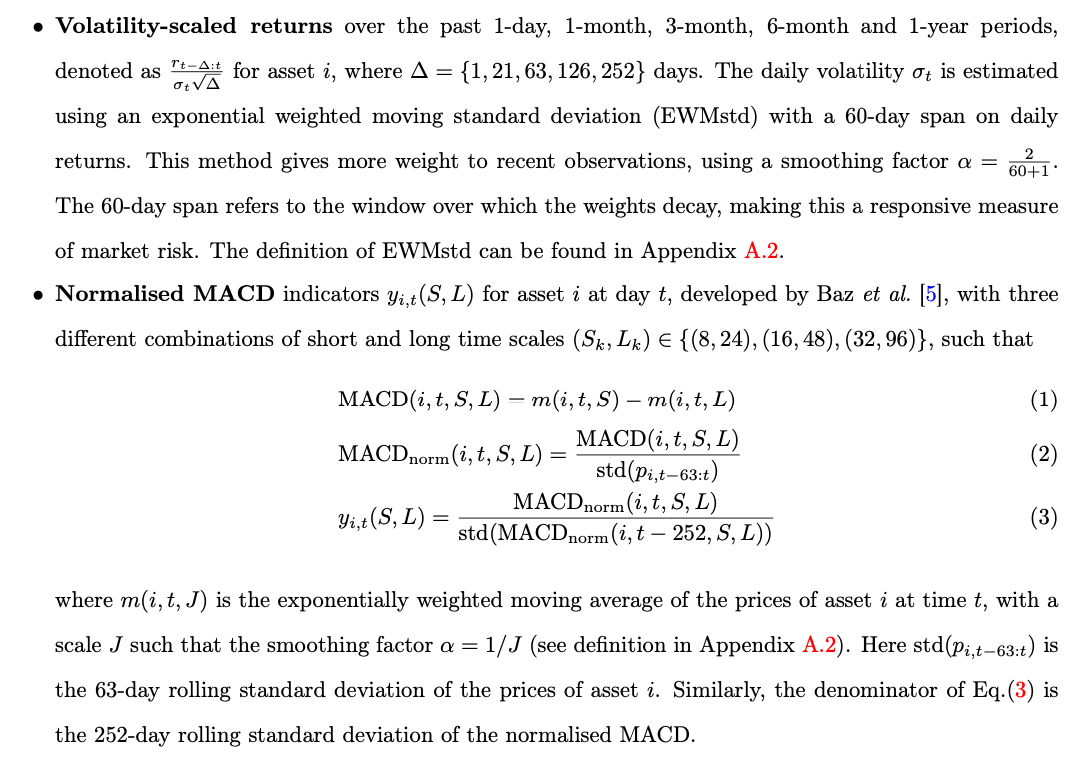 • Volatility-scaled returns over the past 1-day, 1-month, 3-month, 6-month and 1-year periods,
denoted as $\frac{r_{t-\Delta:t}}{\sigma_t\sqrt{\Delta}}$ for asset $i$, where $\Delta = \{1, 21, 63, 126, 252\}$ days. The daily volatility $\sigma_t$ is estimated
using an exponential weighted moving standard deviation (EWMstd) with a 60-day span on daily
returns. This method gives more weight to recent observations, using a smoothing factor $\alpha = \frac{2}{60+1}$.
The 60-day span refers to the window over which the weights decay, making this a responsive measure
of market risk. The definition of EWMstd can be found in Appendix A.2.
• Normalised MACD indicators $y_{i,t}(S, L)$ for asset $i$ at day $t$, developed by Baz et al. [5], with three
different combinations of short and long time scales $(S_k, L_k) \in \{(8, 24), (16, 48), (32, 96)\}$, such that
$\text{MACD}(i, t, S, L) = m(i, t, S) - m(i, t, L)$ (1)
$\text{MACD}_{\text{norm}}(i, t, S, L) = \frac{\text{MACD}(i, t, S, L)}{\text{std}(p_{i,t-63:t})}$ (2)
$y_{i,t}(S, L) = \frac{\text{MACD}_{\text{norm}}(i, t, S, L)}{\text{std}(\text{MACD}_{\text{norm}}(i, t - 252, S, L))}$ (3)
where $m(i, t, J)$ is the exponentially weighted moving average of the prices of asset $i$ at time $t$, with a
scale $J$ such that the smoothing factor $\alpha = 1/J$ (see definition in Appendix A.2). Here $\text{std}(p_{i,t-63:t})$ is
the 63-day rolling standard deviation of the prices of asset $i$. Similarly, the denominator of Eq.(3) is
the 252-day rolling standard deviation of the normalised MACD.